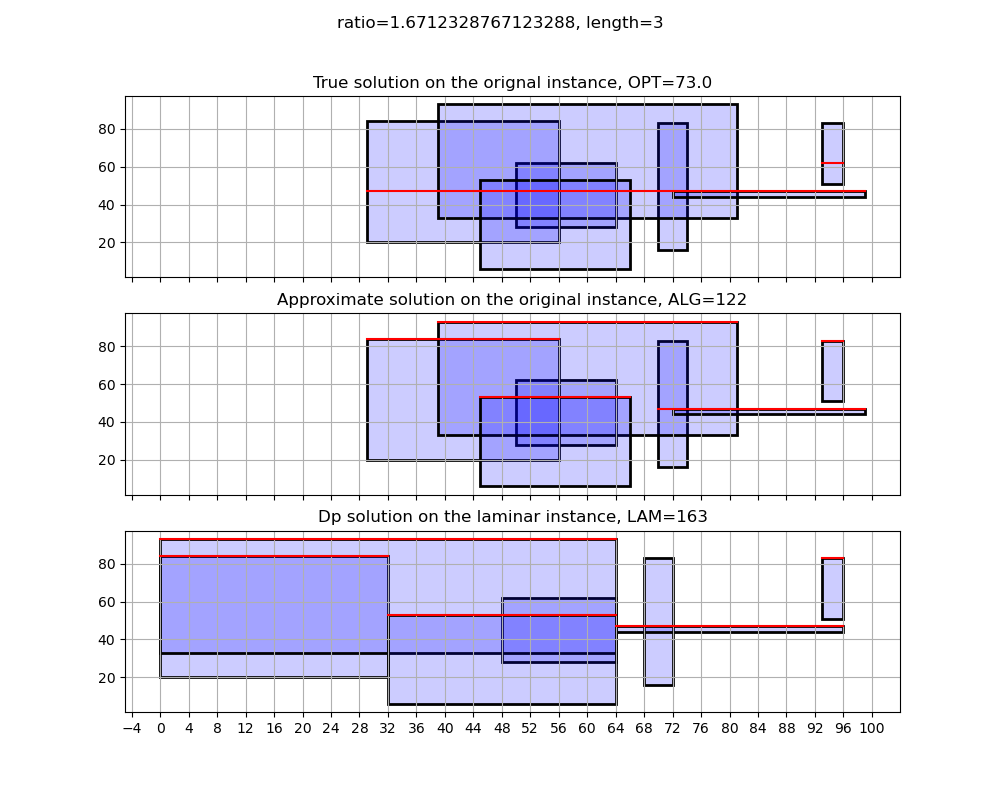 ratio=1.6712328767123288, length=3
True solution on the orignal instance, OPT=73.0
80
60
40
20
Approximate solution on the original instance, ALG=122
80
60
40
20
Dp solution on the laminar instance, LAM=163
80
60
40
20
−4 0 4 8 12 16 20 24 28 32 36 40 44 48 52 56 60 64 68 72 76 80 84 88 92 96 100